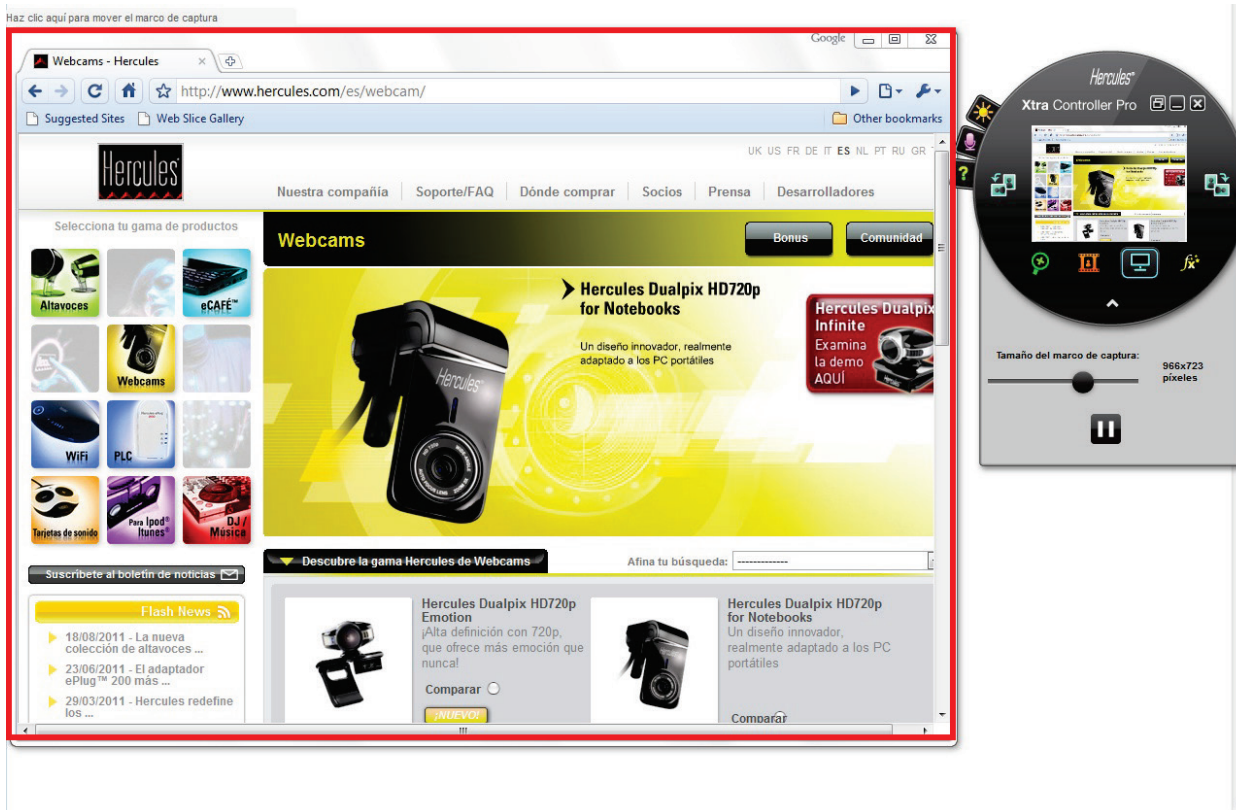 Haz clic aquí para mover el marco de captura
Google
Webcams - Hercules
http://www.hercules.com/es/webcam/
Suggested Sites
Web Slice Gallery
Other bookmarks
Hercules
UK US FR DE IT ES NL PT RU GR
Nuestra compañia
Soporte/FAQ
Dónde comprar
Socios
Prensa
Desarrolladores
Selecciona tu gama de productos
Altavoces
eCAFÉ™
Webcams
WiFi
PLC
Tarjetas de sonido
Para Ipod®
Itunes®
DJ /
Música
Suscríbete al boletín de noticias
Flash News
18/08/2011 - La nueva
colección de altavoces ...
23/06/2011 - El adaptador
ePlug™ 200 más ...
29/03/2011 - Hercules redefine
los ...
Webcams
Bonus
Comunidad
Hercules Dualpix HD720p
for Notebooks
Un diseño innovador, realmente
adaptado a los PC portátiles
Hercules
Hercules Dualpix
Infinite
Examina
la demo
AQUÍ
Descubre la gama Hercules de Webcams
Afina tu búsqueda:
-------------
Hercules Dualpix HD720p
Emotion
¡Alta definición con 720p,
que ofrece más emoción que
nunca!
Comparar
¡NUEVO!
Hercules Dualpix HD720p
for Notebooks
Un diseño innovador,
realmente adaptado a los PC
portátiles
Comparar
Hercules®
Xtra Controller Pro
fx
Tamaño del marco de captura:
966x723
píxeles